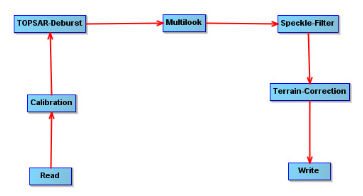 TOPSAR-Deburst
Multilook
Speckle-Filter
Calibration
Terrain-Correction
Read
Write